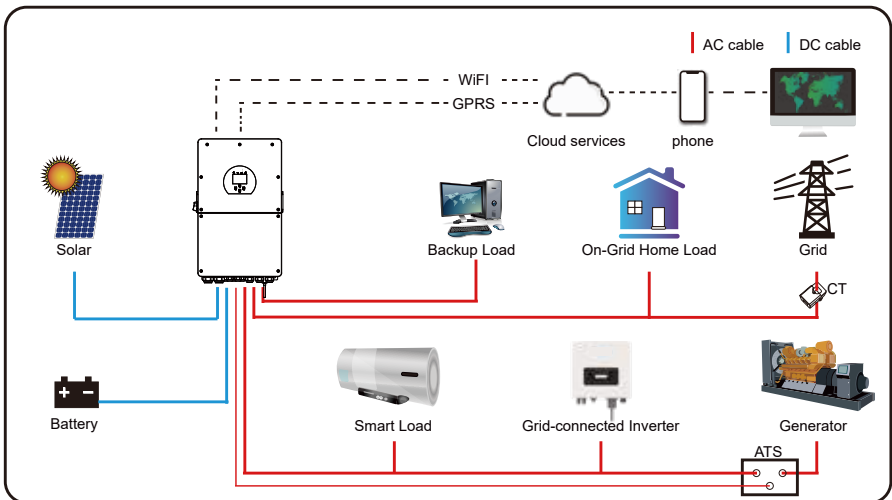 AC cable
DC cable
WiFI
GPRS
Cloud services
phone
Solar
Backup Load
On-Grid Home Load
Grid
CT
Battery
Smart Load
Grid-connected Inverter
Generator
ATS